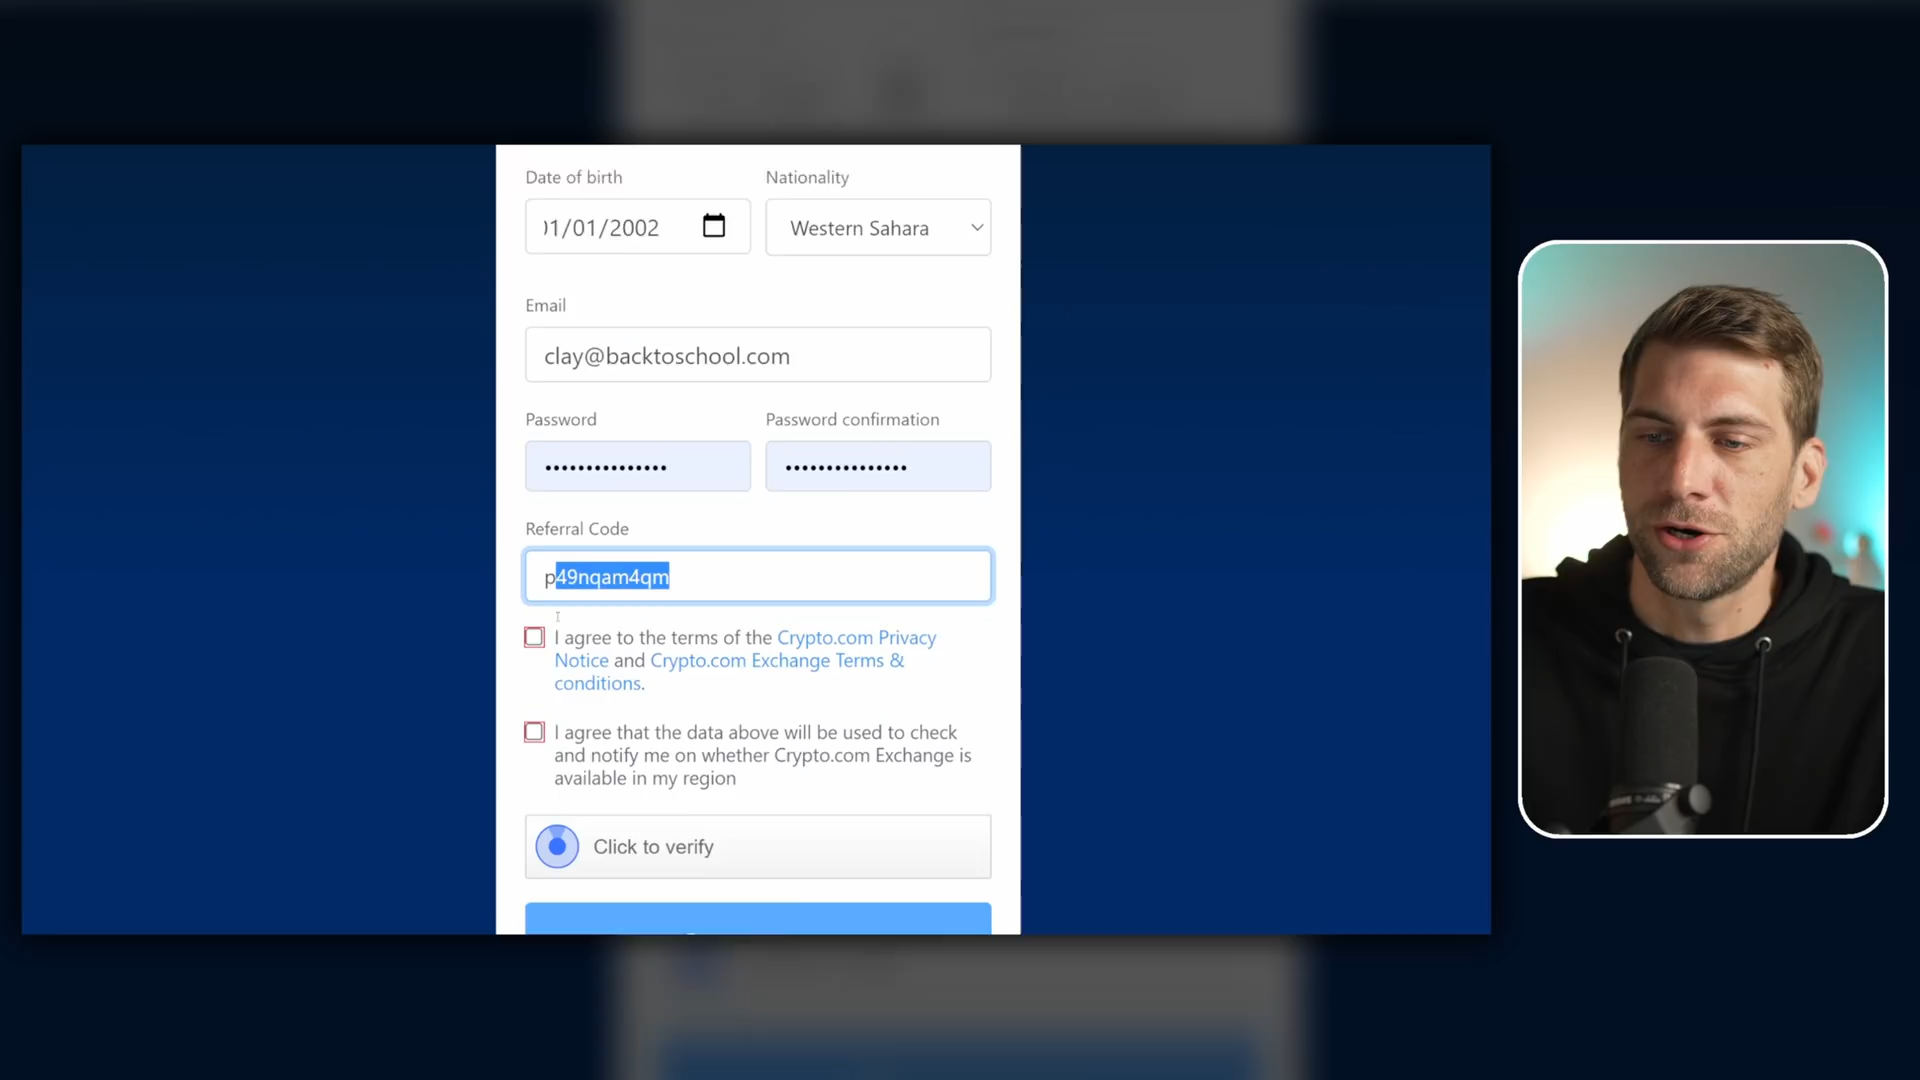 Date of birth
Nationality
01/01/2002
Western Sahara
Email
clay@backtoschool.com
Password
Password confirmation
•••••••••••••••
•••••••••••••••
Referral Code
p49nqam4qm
I agree to the terms of the Crypto.com Privacy
Notice and Crypto.com Exchange Terms &
conditions.
I agree that the data above will be used to check
and notify me on whether Crypto.com Exchange is
available in my region
Click to verify